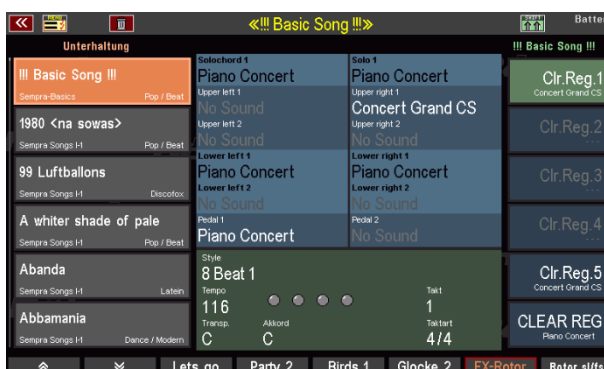 «!!! Basic Song !!!»
Batte
Unterhaltung
!!! Basic Song !!!
Sempra-Basics Pop / Beat
1980 <na sowas>
Sempra Songs I-I Pop / Beat
99 Luftballons
Sempra Songs I-I Discofox
A whiter shade of pale
Sempra Songs I-I Pop / Beat
Abanda
Sempra Songs I-I Latein
Abbamania
Sempra Songs I-I Dance / Modern
Solochord 1
Piano Concert
Solo 1
Piano Concert
Upper left 1
No Sound
Upper right 1
Concert Grand CS
Upper left 2
No Sound
Upper right 2
No Sound
Lower left 1
Piano Concert
Lower right 1
Piano Concert
Lower left 2
No Sound
Lower right 2
No Sound
Pedal 1
Piano Concert
Pedal 2
No Sound
Style
8 Beat 1
Tempo
116
Takt
1
Transp.
C
Akkord
C
Taktart
4/4
!!! Basic Song !!!
Clr.Reg.1
Concert Grand CS
Clr.Reg.2
---
Clr.Reg.3
---
Clr.Reg.4
---
Clr.Reg.5
Concert Grand CS
CLEAR REG
Piano Concert
Lets go Party 2 Birds 1 Glocke 2 FX-Rotor Rotor sl/fs